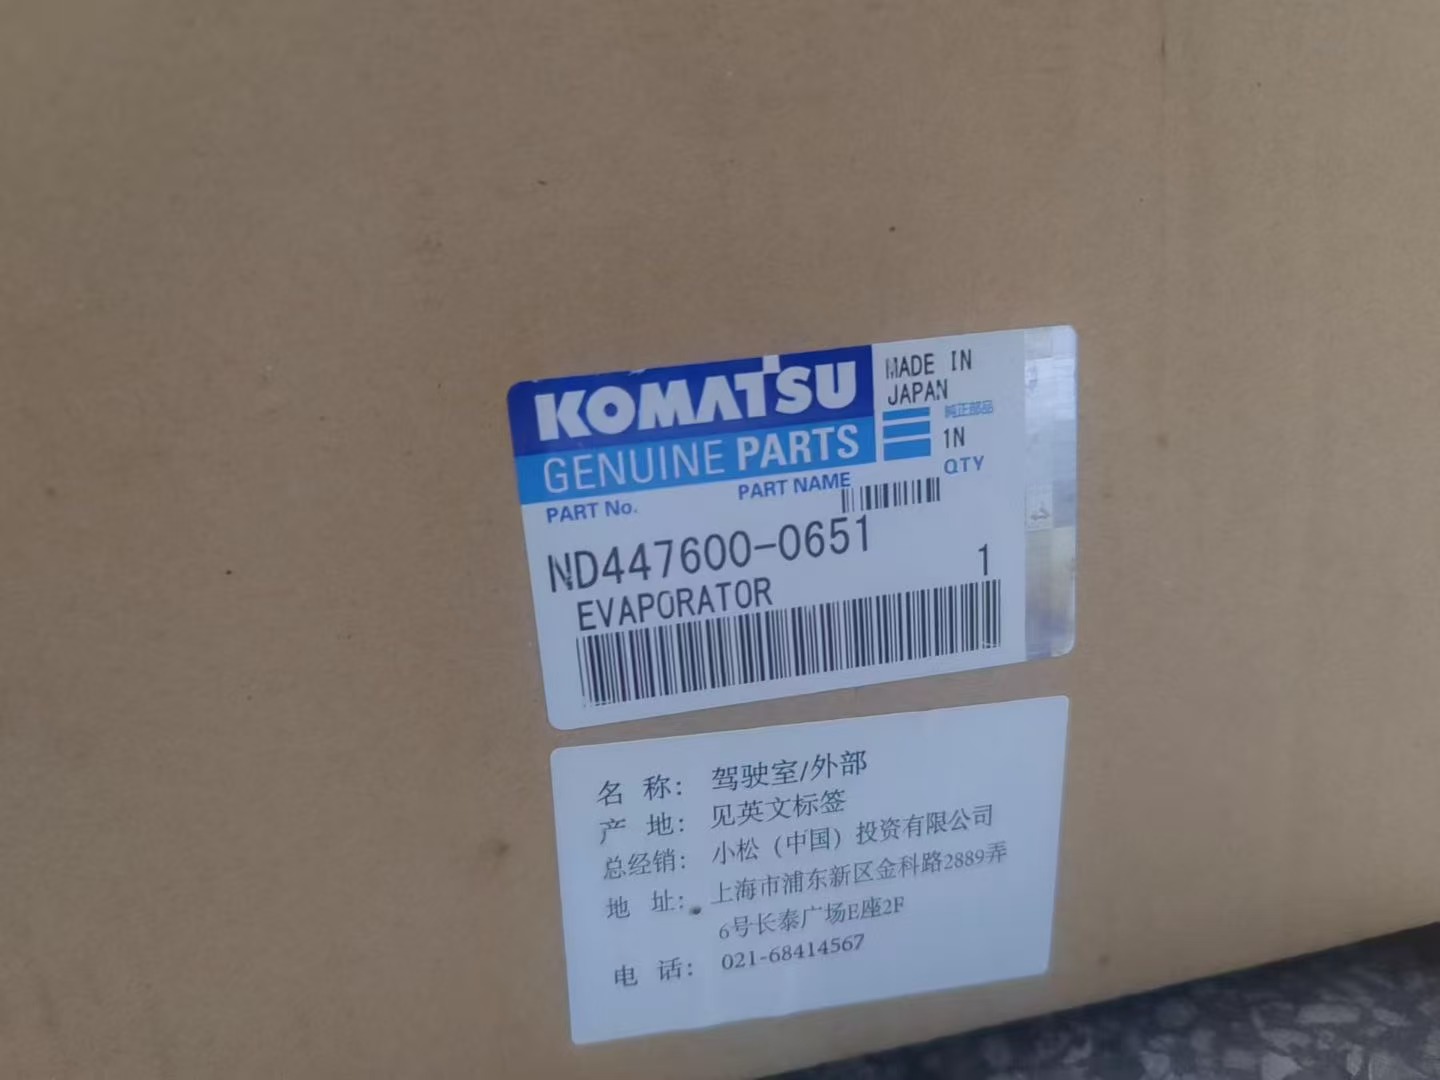 KOMATSU
GENUINE PARTS
MADE IN
JAPAN
純正部品
1N
QTY
PART No.
PART NAME
ND447600-0651
1
EVAPORATOR
名 称： 驾驶室/外部
产 地： 见英文标签
总经销： 小松（中国）投资有限公司
地 址： 上海市浦东新区金科路2889弄
6号长泰广场E座2F
电 话： 021-68414567